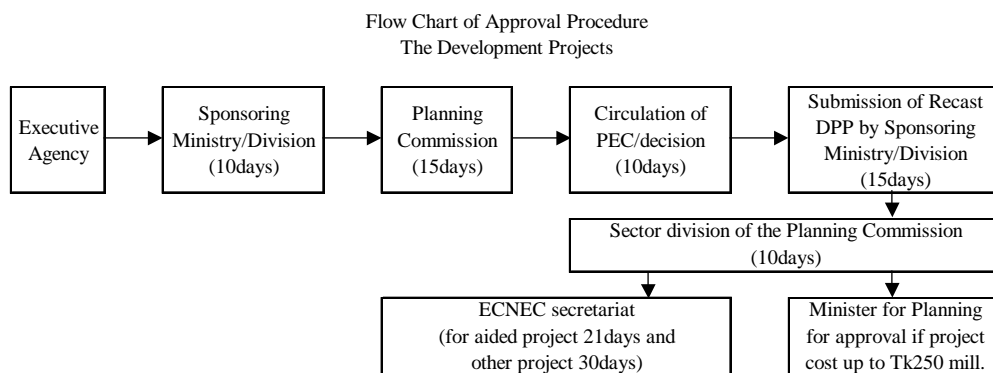 Flow Chart of Approval Procedure
The Development Projects
Executive
Agency
Sponsoring
Ministry/Division
(10days)
Planning
Commission
(15days)
Circulation of
PEC/decision
(10days)
Submission of Recast
DPP by Sponsoring
Ministry/Division
(15days)
Sector division of the Planning Commission
(10days)
ECNEC secretariat
(for aided project 21days and
other project 30days)
Minister for Planning
for approval if project
cost up to Tk250 mill.